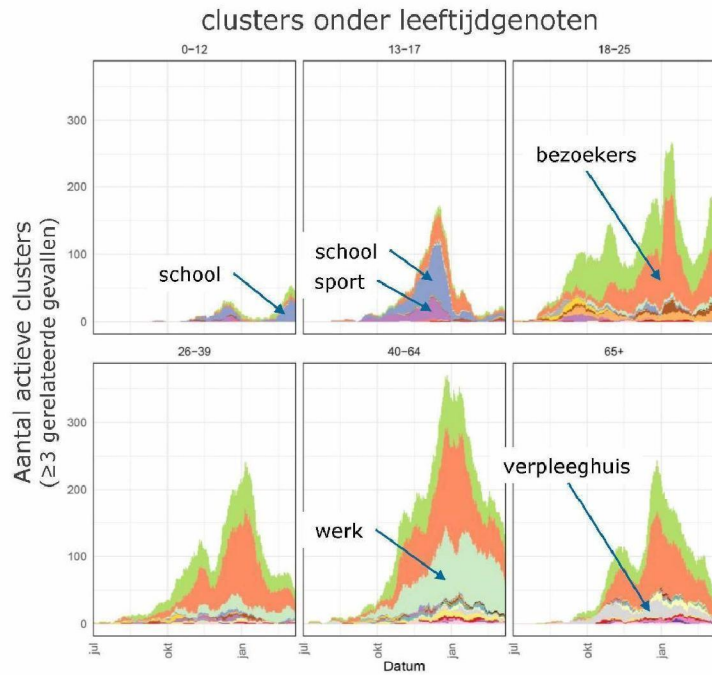 clusters onder leeftijdgenoten
0-12
13-17
18-25
Aantal actieve clusters
(≥3 gerelateerde gevallen)
300
200
100
0
school
school
sport
bezoekers
26-39
40-64
65+
300
200
100
0
werk
verpleeghuis
jul
okt
jan
jul
okt
jan
jul
okt
jan
Datum